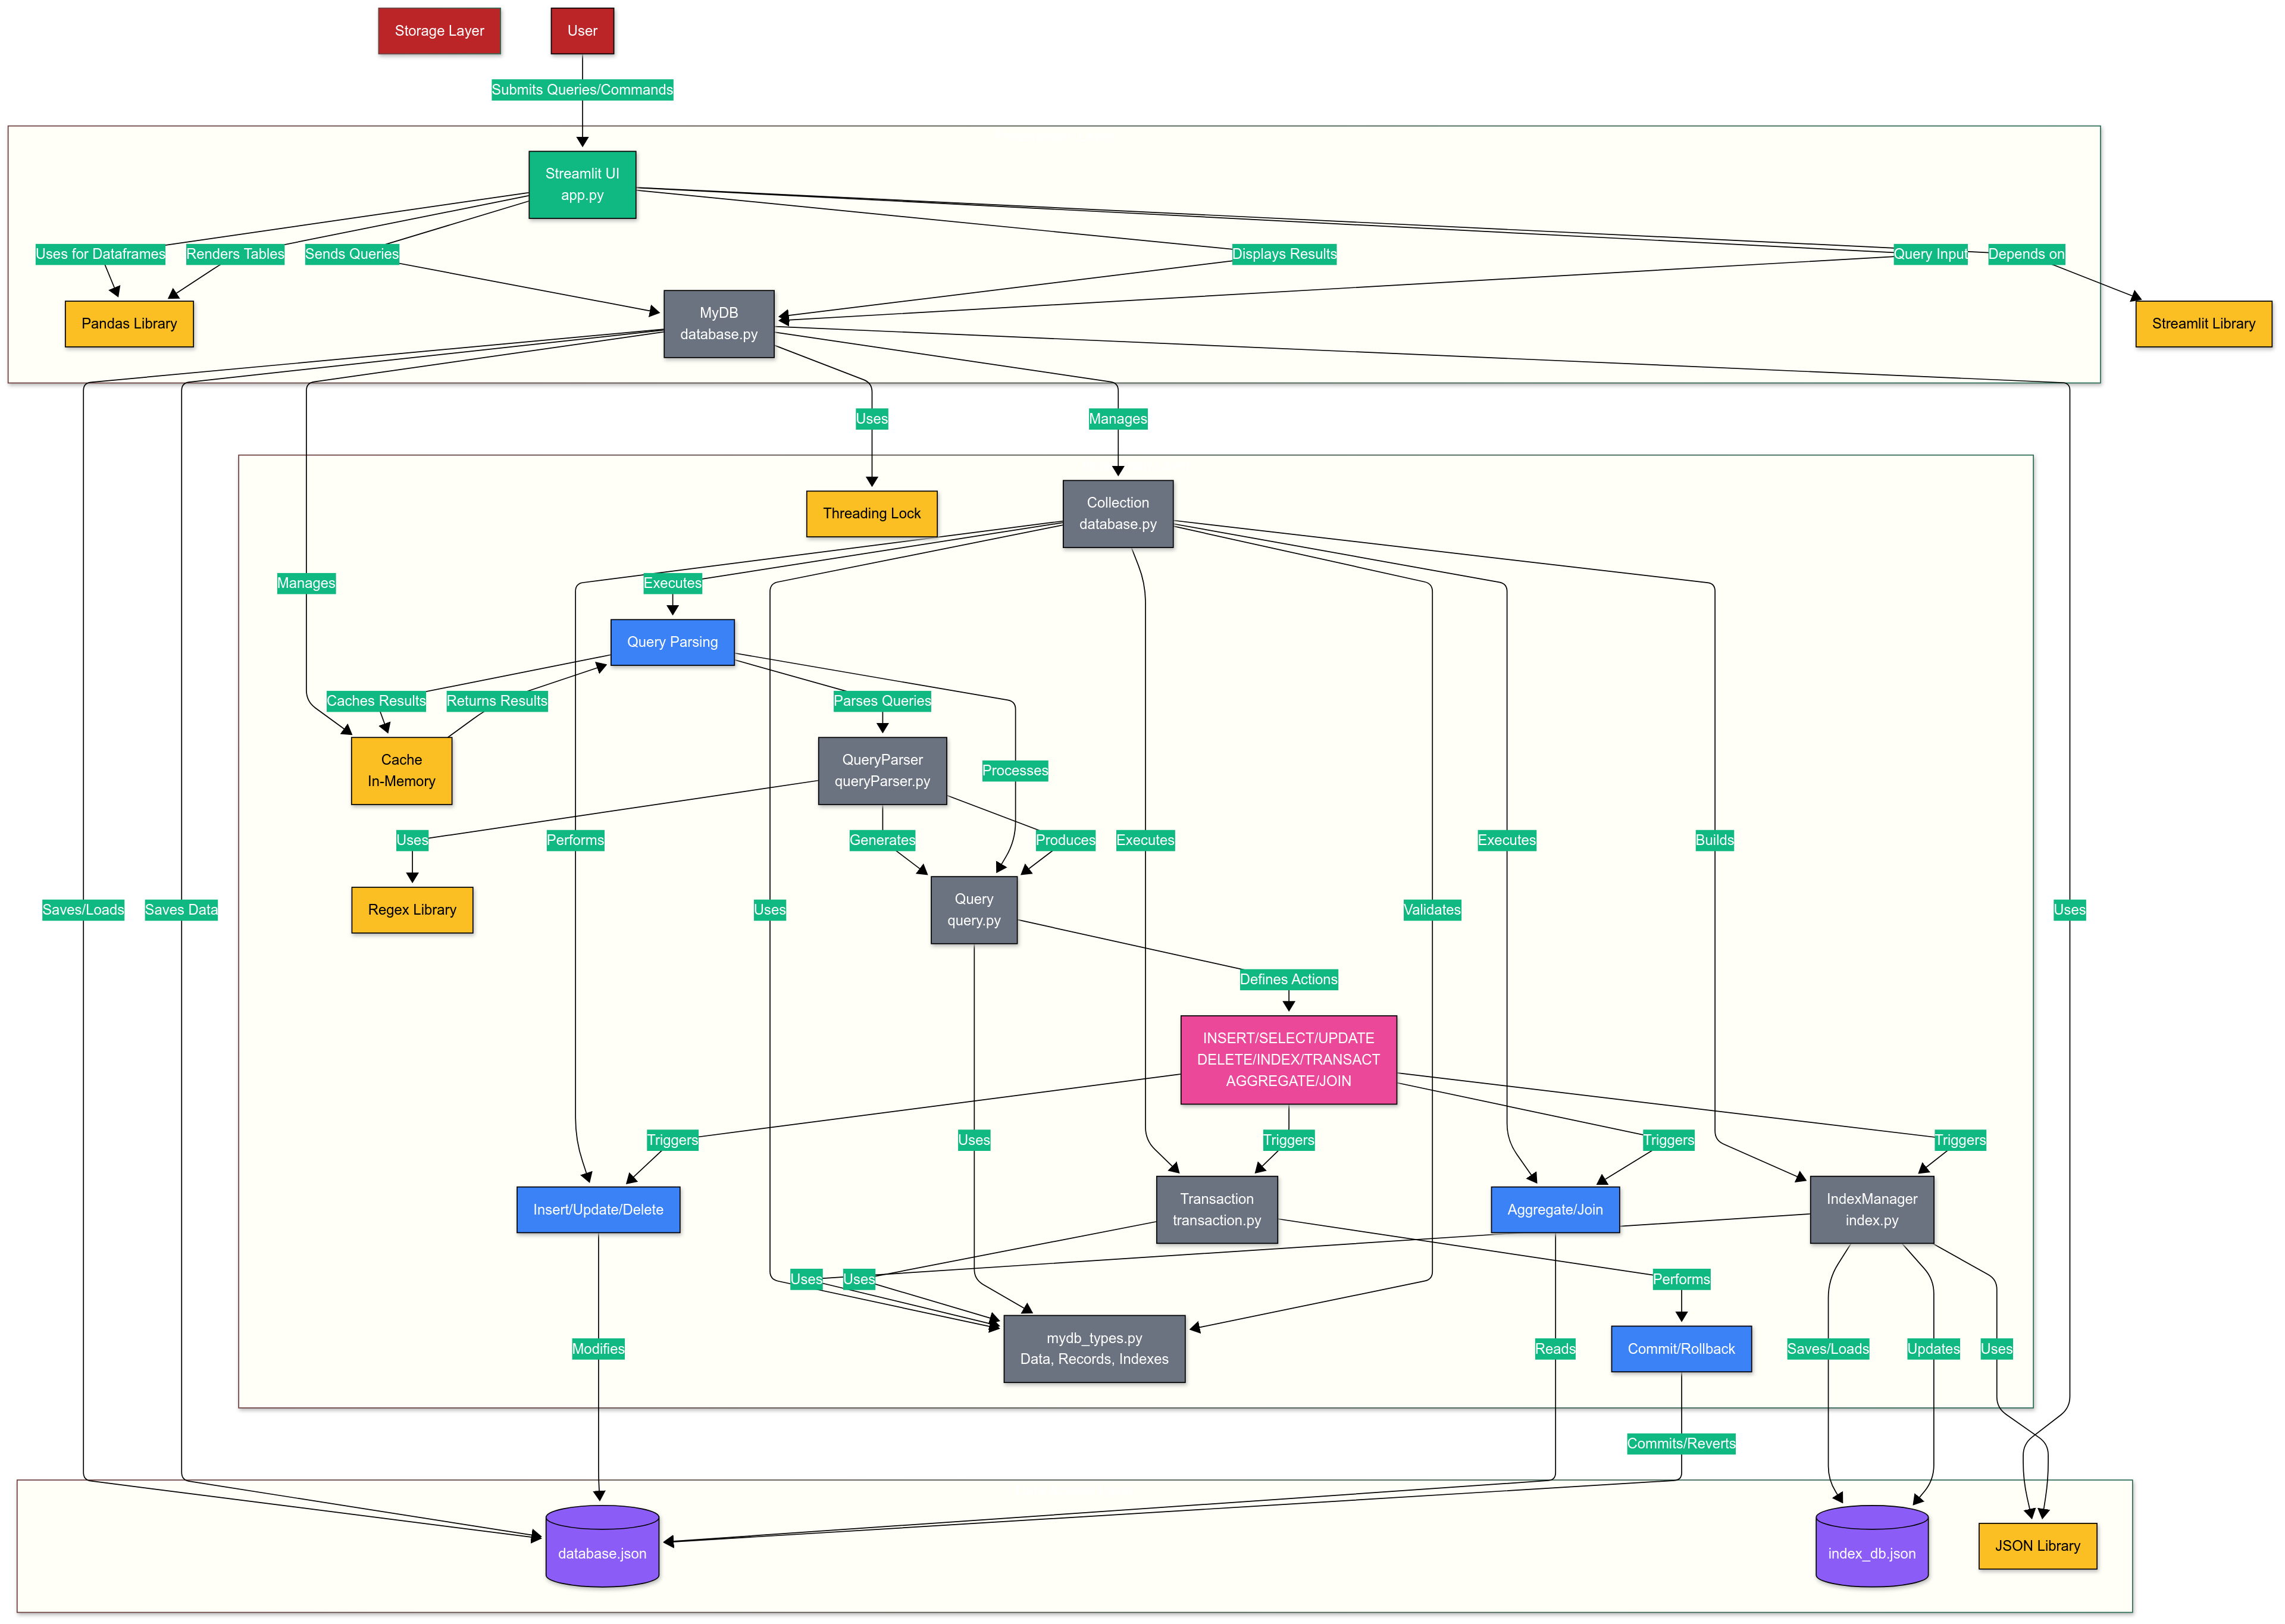 Storage Layer
User
Submits Queries/Commands
Streamlit UI
app.py
Uses for Dataframes
Renders Tables
Sends Queries
Displays Results
Query Input
Depends on
Pandas Library
MyDB
database.py
Streamlit Library
Uses
Manages
Threading Lock
Collection
database.py
Manages
Executes
Query Parsing
Caches Results
Returns Results
Parses Queries
Cache
In-Memory
QueryParser
queryParser.py
Processes
Uses
Performs
Generates
Produces
Executes
Executes
Builds
Regex Library
Query
query.py
Saves/Loads
Saves Data
Uses
Validates
Uses
Defines Actions
INSERT/SELECT/UPDATE
DELETE/INDEX/TRANSACT
AGGREGATE/JOIN
Triggers
Uses
Triggers
Triggers
Triggers
Insert/Update/Delete
Transaction
transaction.py
Aggregate/Join
IndexManager
index.py
Uses
Uses
Performs
mydb_types.py
Data, Records, Indexes
Commit/Rollback
Modifies
Reads
Saves/Loads
Updates
Uses
Commits/Reverts
database.json
index_db.json
JSON Library